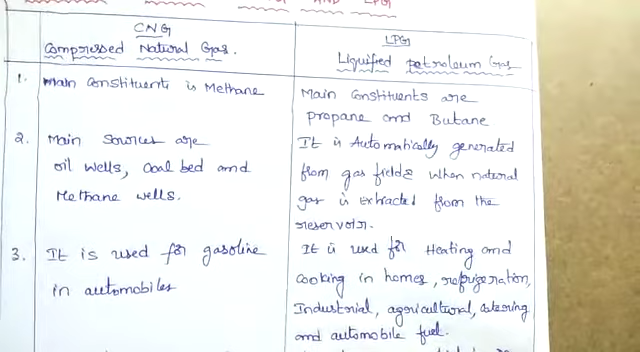 AND LPG
CNG
Compressed Natural Gas.
LPG
Liquified petroleum Gas
1. Main Constituents is Methane
Main Constituents are
propane and Butane
2. Main Sources are
oil wells, Coal bed and
Methane wells.
It is Automatically generated
from gas fields when natural
gas is extracted from the
reservoir.
3. It is used for gasoline
in automobiles
It is used for Heating and
Cooking in homes, refrigeration,
Industrial, agricultural, catering
and automobile fuel.